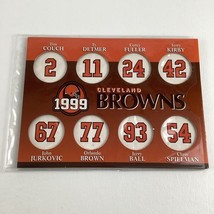 Tim COUCH
Ty DETMER
Corey FULLER
Terry KIRBY
2 11 24 42
1999
CLEVELAND
BROWNS
67 77 93 54
John JURKOVIC
Orlando BROWN
Jerry BALL
Chris SPIELMAN